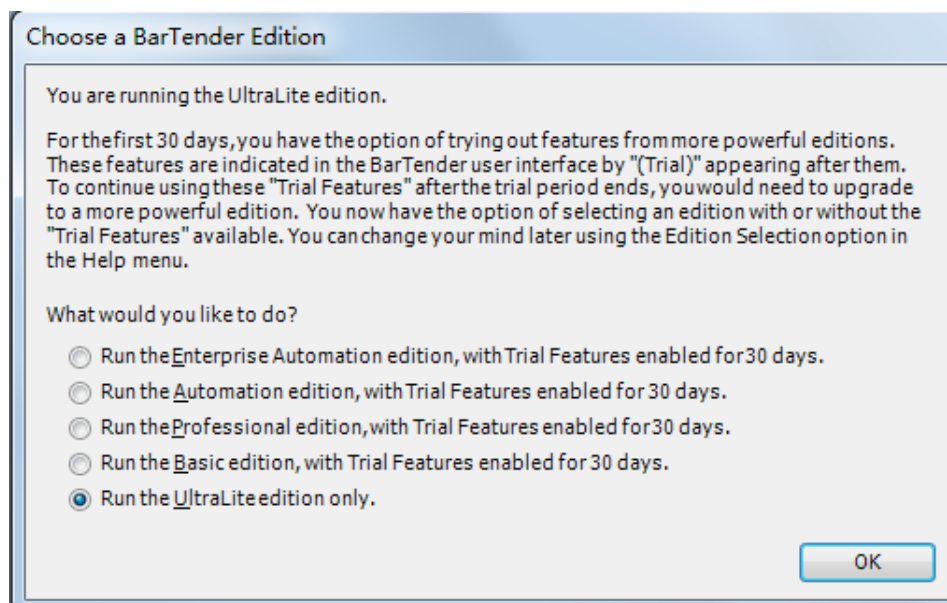 Choose a BarTender Edition
You are running the UltraLite edition.
For the first 30 days, you have the option of trying out features from more powerful editions.
These features are indicated in the BarTender user interface by "(Trial)" appearing after them.
To continue using these "Trial Features" after the trial period ends, you would need to upgrade
to a more powerful edition. You now have the option of selecting an edition with or without the
"Trial Features" available. You can change your mind later using the Edition Selection option in
the Help menu.
What would you like to do?
Run the Enterprise Automation edition, with Trial Features enabled for 30 days.
Run the Automation edition, with Trial Features enabled for 30 days.
Run the Professional edition, with Trial Features enabled for 30 days.
Run the Basic edition, with Trial Features enabled for 30 days.
Run the UltraLite edition only.
OK